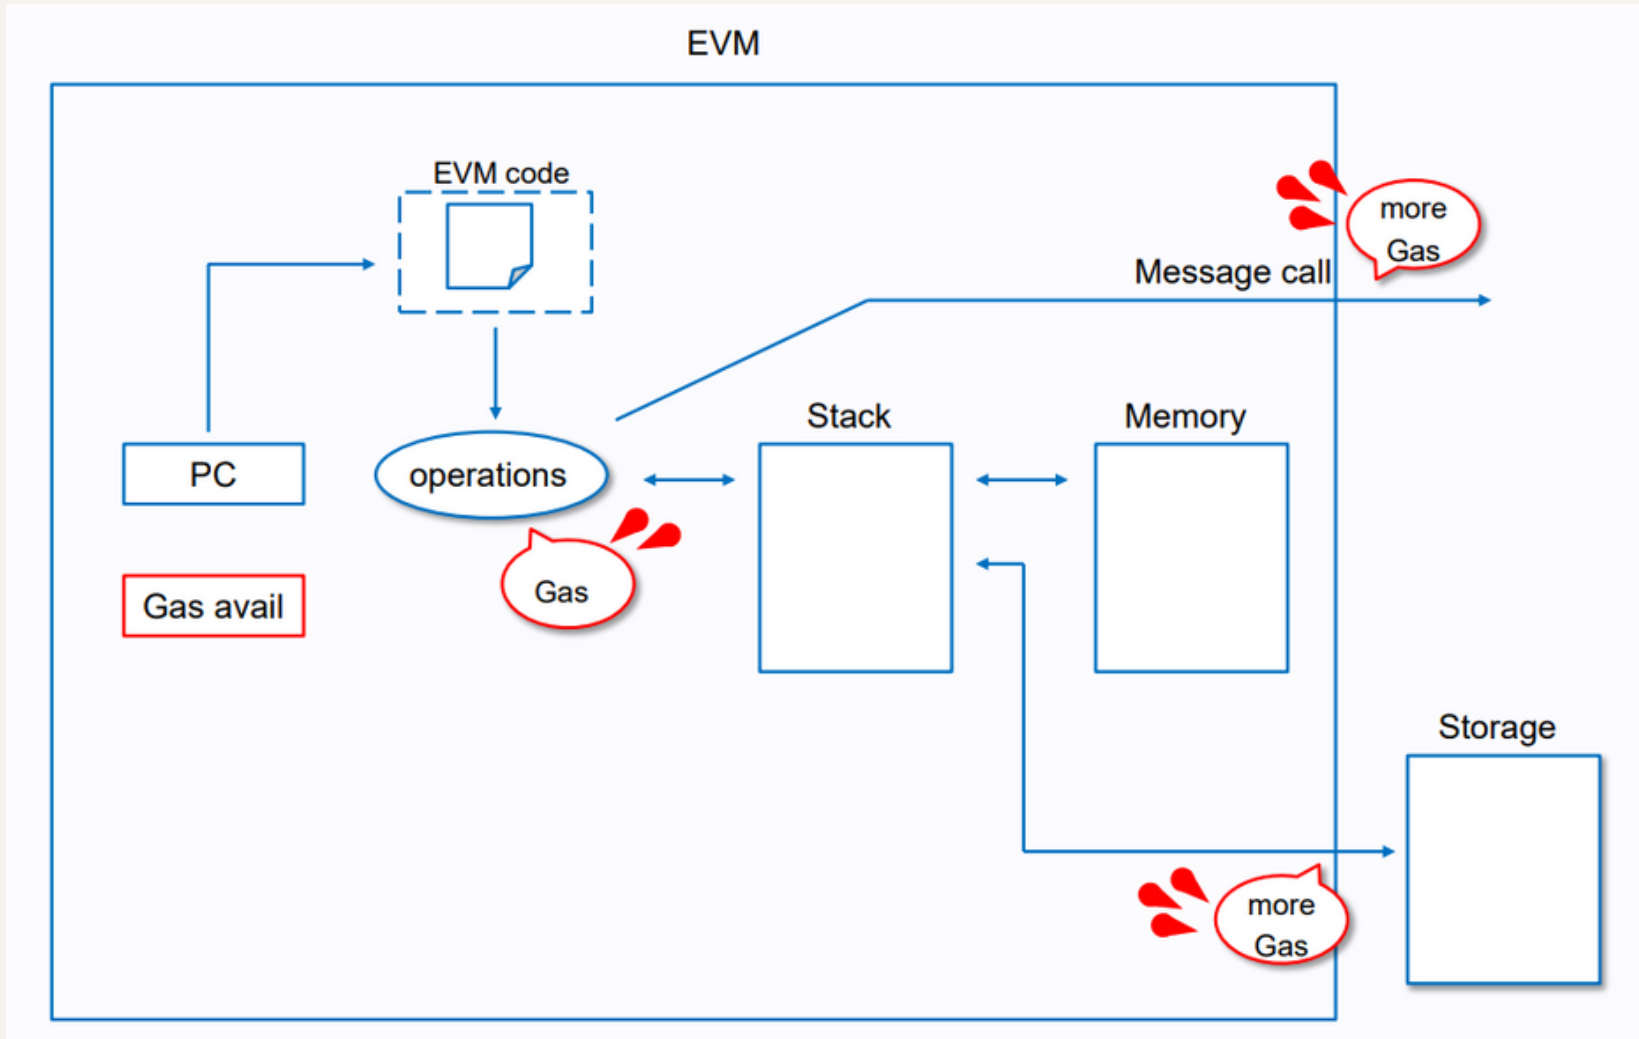 EVM
EVM code
more
Gas
Message call
Stack
Memory
PC
operations
Gas
Gas avail
Storage
more
Gas